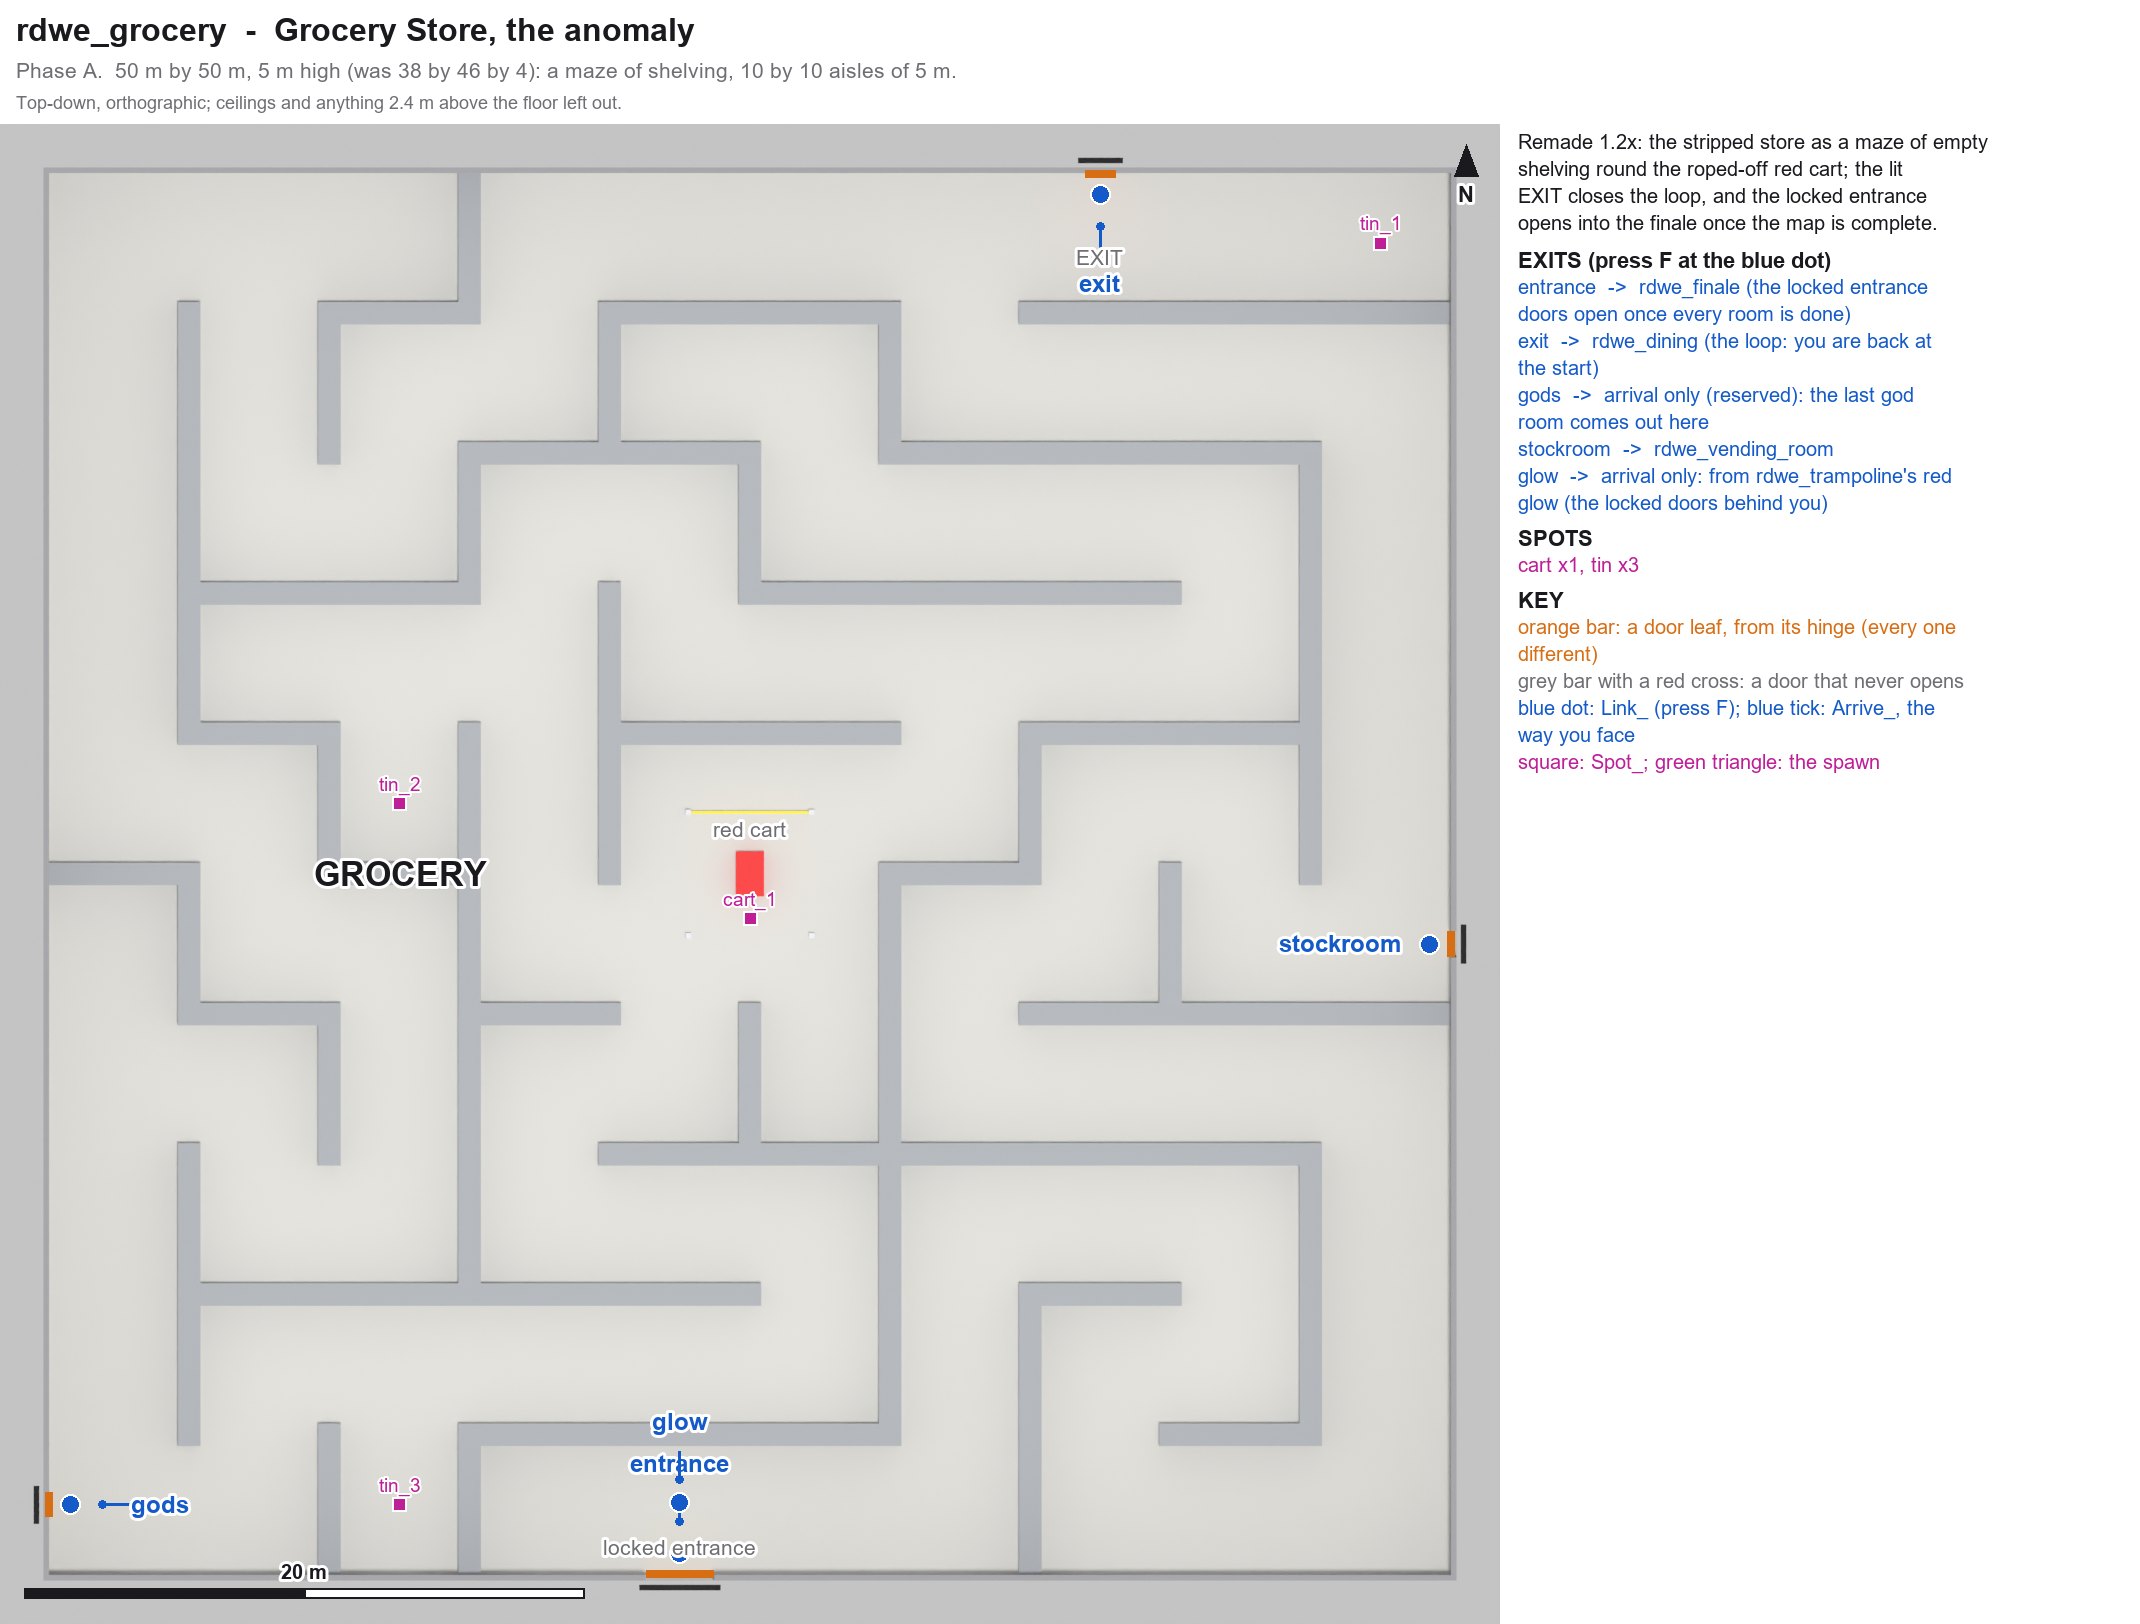 rdwe_grocery - Grocery Store, the anomaly
Phase A. 50 m by 50 m, 5 m high (was 38 by 46 by 4): a maze of shelving, 10 by 10 aisles of 5 m.
Top-down, orthographic; ceilings and anything 2.4 m above the floor left out.
Remade 1.2x: the stripped store as a maze of empty
shelving round the roped-off red cart; the lit
EXIT closes the loop, and the locked entrance
opens into the finale once the map is complete.
EXITS (press F at the blue dot)
entrance -> rdwe_finale (the locked entrance
doors open once every room is done)
exit -> rdwe_dining (the loop: you are back at
the start)
gods -> arrival only (reserved): the last god
room comes out here
stockroom -> rdwe_vending_room
glow -> arrival only: from rdwe_trampoline's red
glow (the locked doors behind you)
SPOTS
cart x1, tin x3
KEY
orange bar: a door leaf, from its hinge (every one
different)
grey bar with a red cross: a door that never opens
blue dot: Link_ (press F); blue tick: Arrive_, the
way you face
square: Spot_; green triangle: the spawn
N
tin_1
EXIT
exit
tin_2
red cart
GROCERY
cart_1
stockroom
glow
entrance
tin_3
gods
locked entrance
20 m